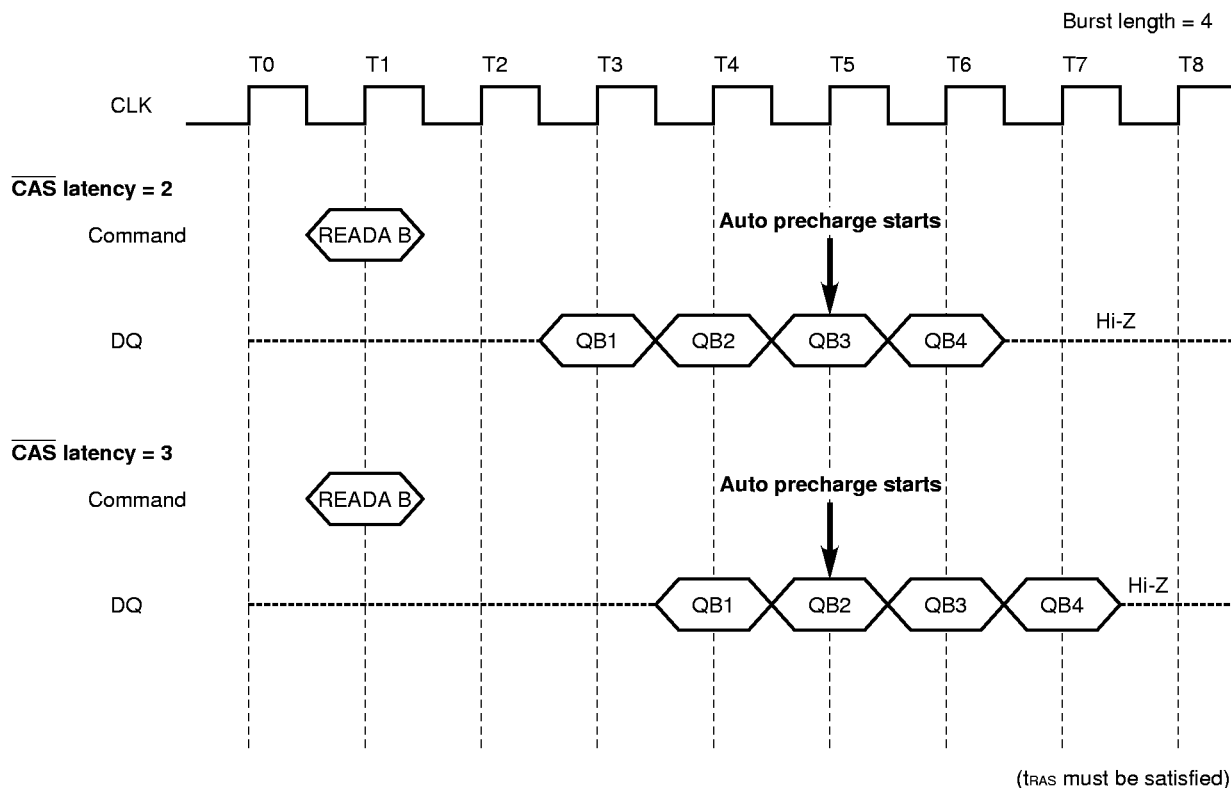 Burst length = 4
T0 T1 T2 T3 T4 T5 T6 T7 T8
CLK
CAS latency = 2
Command READA B
Auto precharge starts
DQ QB1 QB2 QB3 QB4 Hi-Z
CAS latency = 3
Command READA B
Auto precharge starts
DQ QB1 QB2 QB3 QB4 Hi-Z
(tRAS must be satisfied)